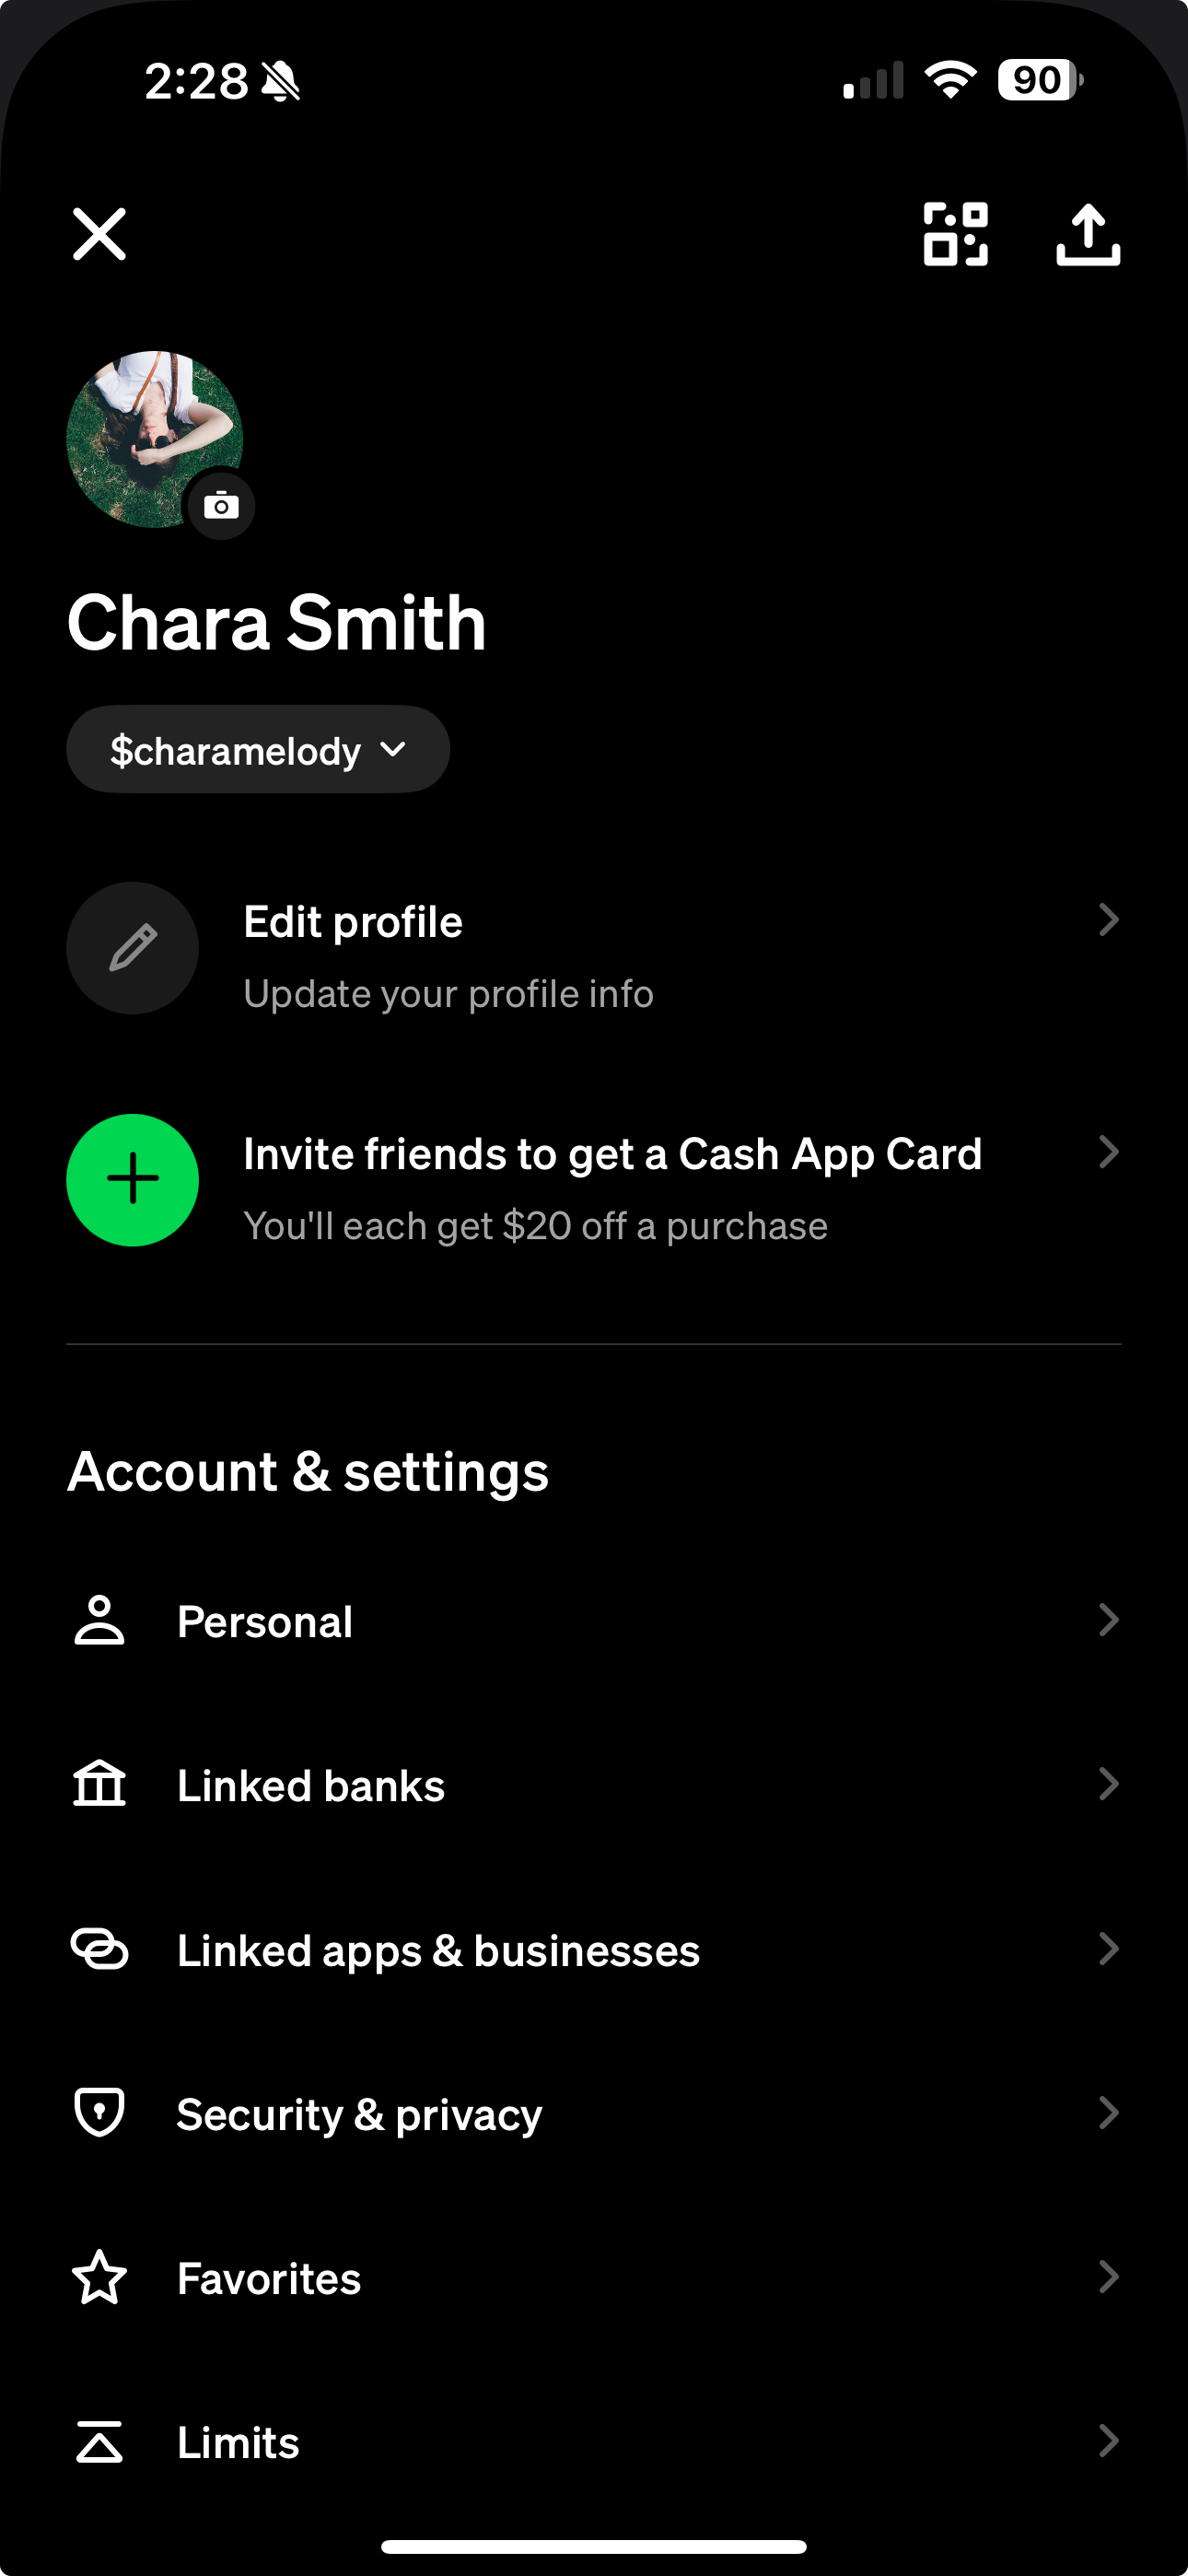 2:28
90
Chara Smith
$charamelody
Edit profile
Update your profile info
Invite friends to get a Cash App Card
You'll each get $20 off a purchase
Account & settings
Personal
Linked banks
Linked apps & businesses
Security & privacy
Favorites
Limits